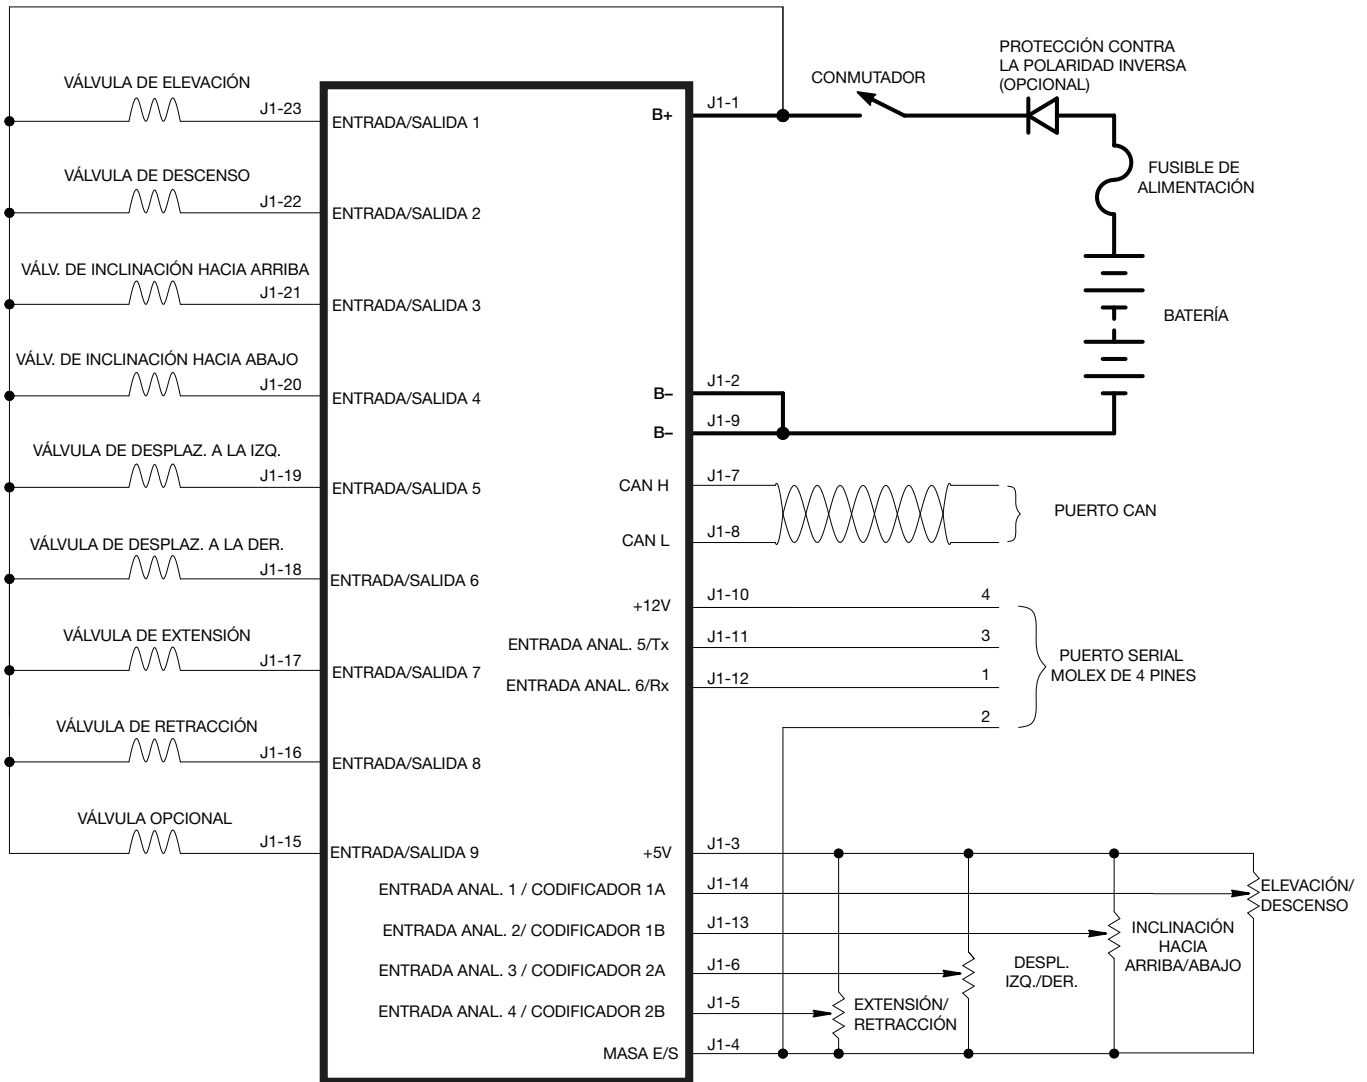 PROTECCIÓN CONTRA
LA POLARIDAD INVERSA
(OPCIONAL)
CONMUTADOR
FUSIBLE DE
ALIMENTACIÓN
BATERÍA
VÁLVULA DE ELEVACIÓN
J1-23
ENTRADA/SALIDA 1
VÁLVULA DE DESCENSO
J1-22
ENTRADA/SALIDA 2
VÁLV. DE INCLINACIÓN HACIA ARRIBA
J1-21
ENTRADA/SALIDA 3
VÁLV. DE INCLINACIÓN HACIA ABAJO
J1-20
ENTRADA/SALIDA 4
VÁLVULA DE DESPLAZ. A LA IZQ.
J1-19
ENTRADA/SALIDA 5
VÁLVULA DE DESPLAZ. A LA DER.
J1-18
ENTRADA/SALIDA 6
VÁLVULA DE EXTENSIÓN
J1-17
ENTRADA/SALIDA 7
VÁLVULA DE RETRACCIÓN
J1-16
ENTRADA/SALIDA 8
VÁLVULA OPCIONAL
J1-15
ENTRADA/SALIDA 9
B+
J1-1
B–
J1-2
B–
J1-9
CAN H
J1-7
CAN L
J1-8
PUERTO CAN
+12V
J1-10
4
ENTRADA ANAL. 5/Tx
J1-11
3
ENTRADA ANAL. 6/Rx
J1-12
1
2
PUERTO SERIAL
MOLEX DE 4 PINES
+5V
J1-3
ENTRADA ANAL. 1 / CODIFICADOR 1A
J1-14
ELEVACIÓN/
DESCENSO
ENTRADA ANAL. 2/ CODIFICADOR 1B
J1-13
INCLINACIÓN
HACIA
ARRIBA/ABAJO
ENTRADA ANAL. 3 / CODIFICADOR 2A
J1-6
DESPL.
IZQ./DER.
ENTRADA ANAL. 4 / CODIFICADOR 2B
J1-5
EXTENSIÓN/
RETRACCIÓN
MASA E/S
J1-4